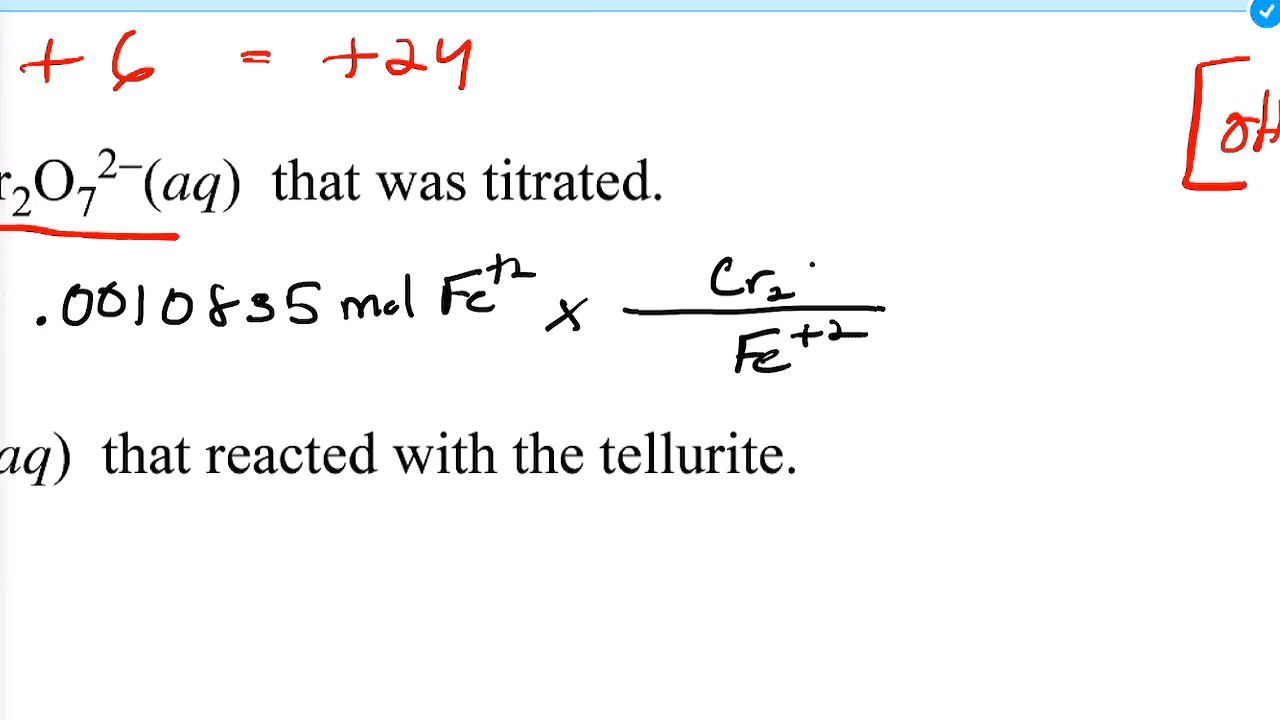 + 6 = +24
[OH
r₂O₇²⁻(aq) that was titrated.
.0010835 mol Fe⁺² × Cr₂
Fe⁺²
aq) that reacted with the tellurite.